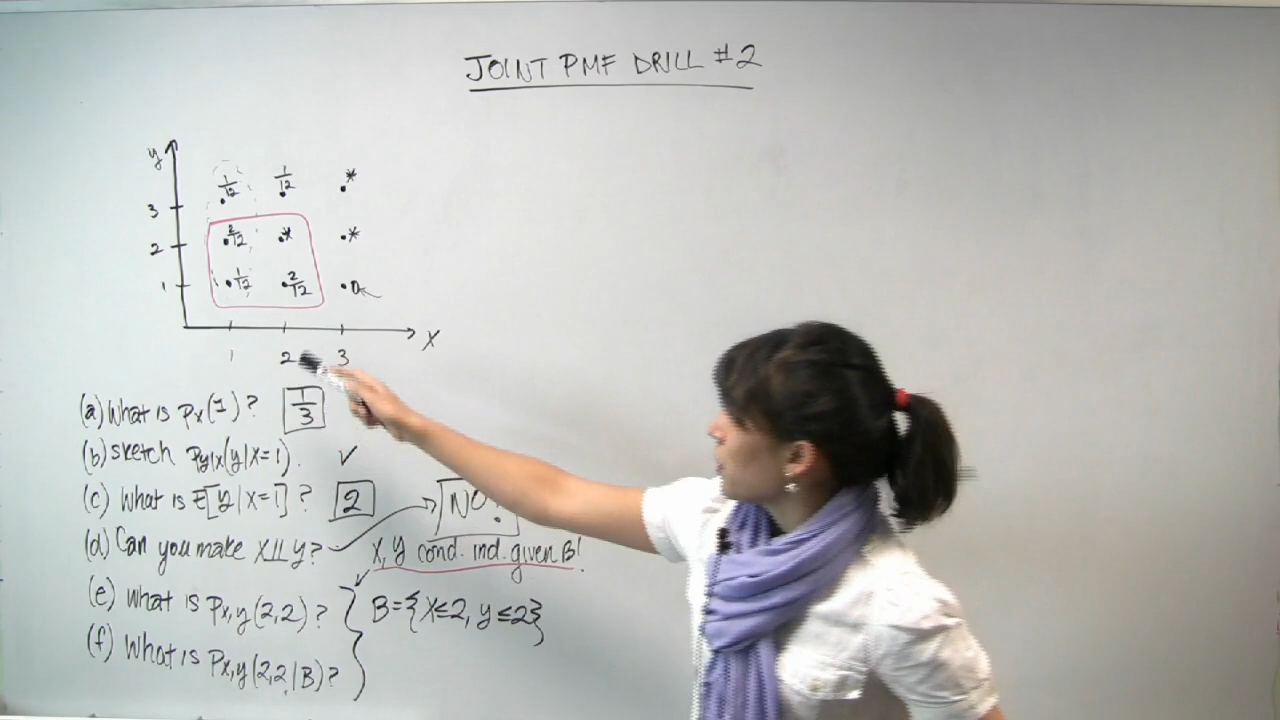 JOINT PMF DRILL #2
y
1/12 1/12 *
3
2/12 * *
2
1/12 2/12 0
1
x
1 2 3
(a) What is px(1)? 1/3
(b) sketch py|x(y|x=1). ✓
(c) What is E[Y|X=1]? 2
NO!
(d) Can you make X⊥⊥Y?
X, Y cond. ind. given B!
(e) What is px,y(2,2)?
B={X≤2, Y≤2}
(f) What is px,y(2,2|B)?